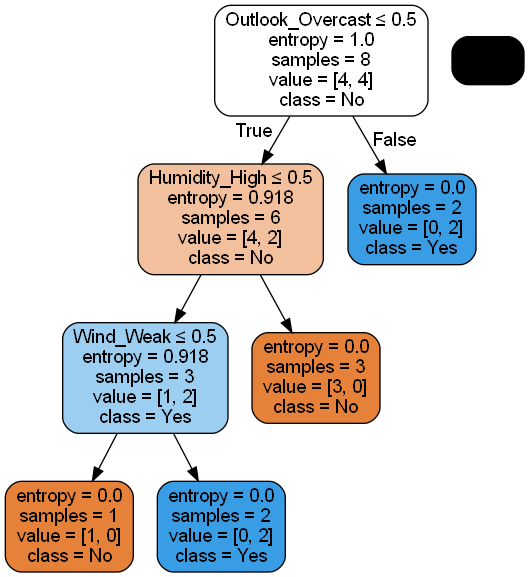 Outlook_Overcast ≤ 0.5
entropy = 1.0
samples = 8
value = [4, 4]
class = No
True
False
Humidity_High ≤ 0.5
entropy = 0.918
samples = 6
value = [4, 2]
class = No
entropy = 0.0
samples = 2
value = [0, 2]
class = Yes
Wind_Weak ≤ 0.5
entropy = 0.918
samples = 3
value = [1, 2]
class = Yes
entropy = 0.0
samples = 3
value = [3, 0]
class = No
entropy = 0.0
samples = 1
value = [1, 0]
class = No
entropy = 0.0
samples = 2
value = [0, 2]
class = Yes